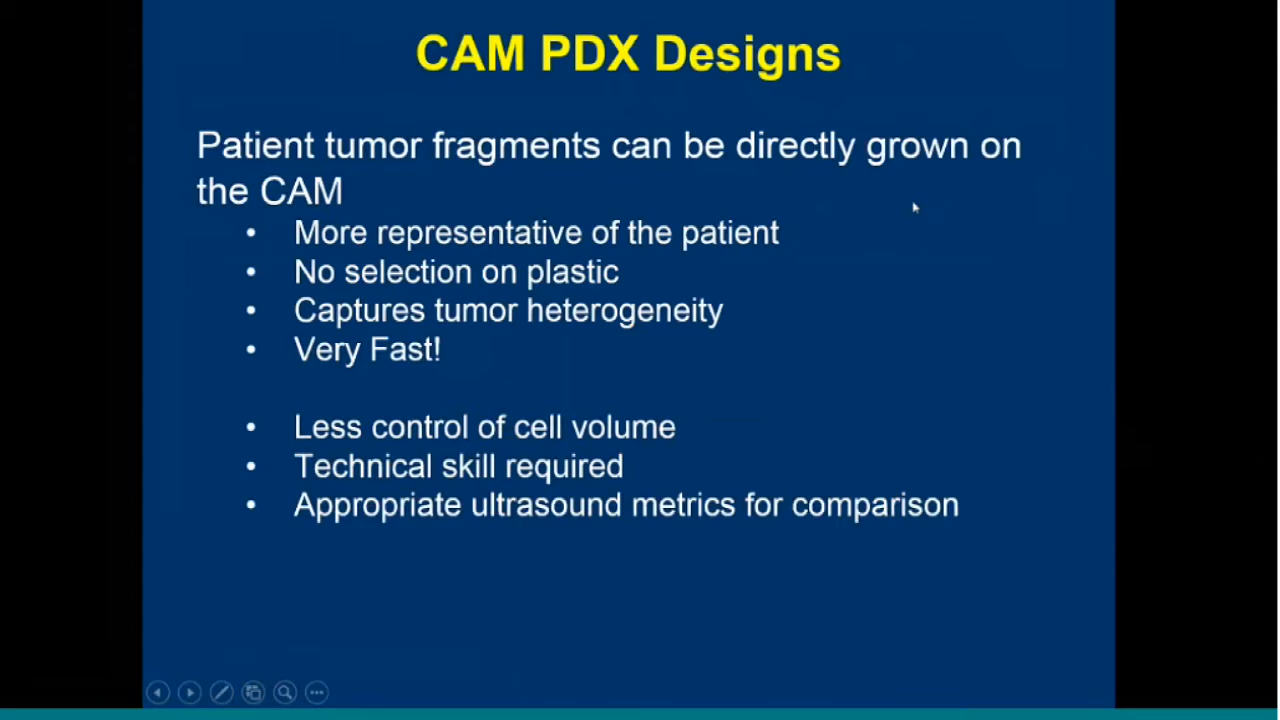 CAM PDX Designs
Patient tumor fragments can be directly grown on
the CAM
• More representative of the patient
• No selection on plastic
• Captures tumor heterogeneity
• Very Fast!
• Less control of cell volume
• Technical skill required
• Appropriate ultrasound metrics for comparison